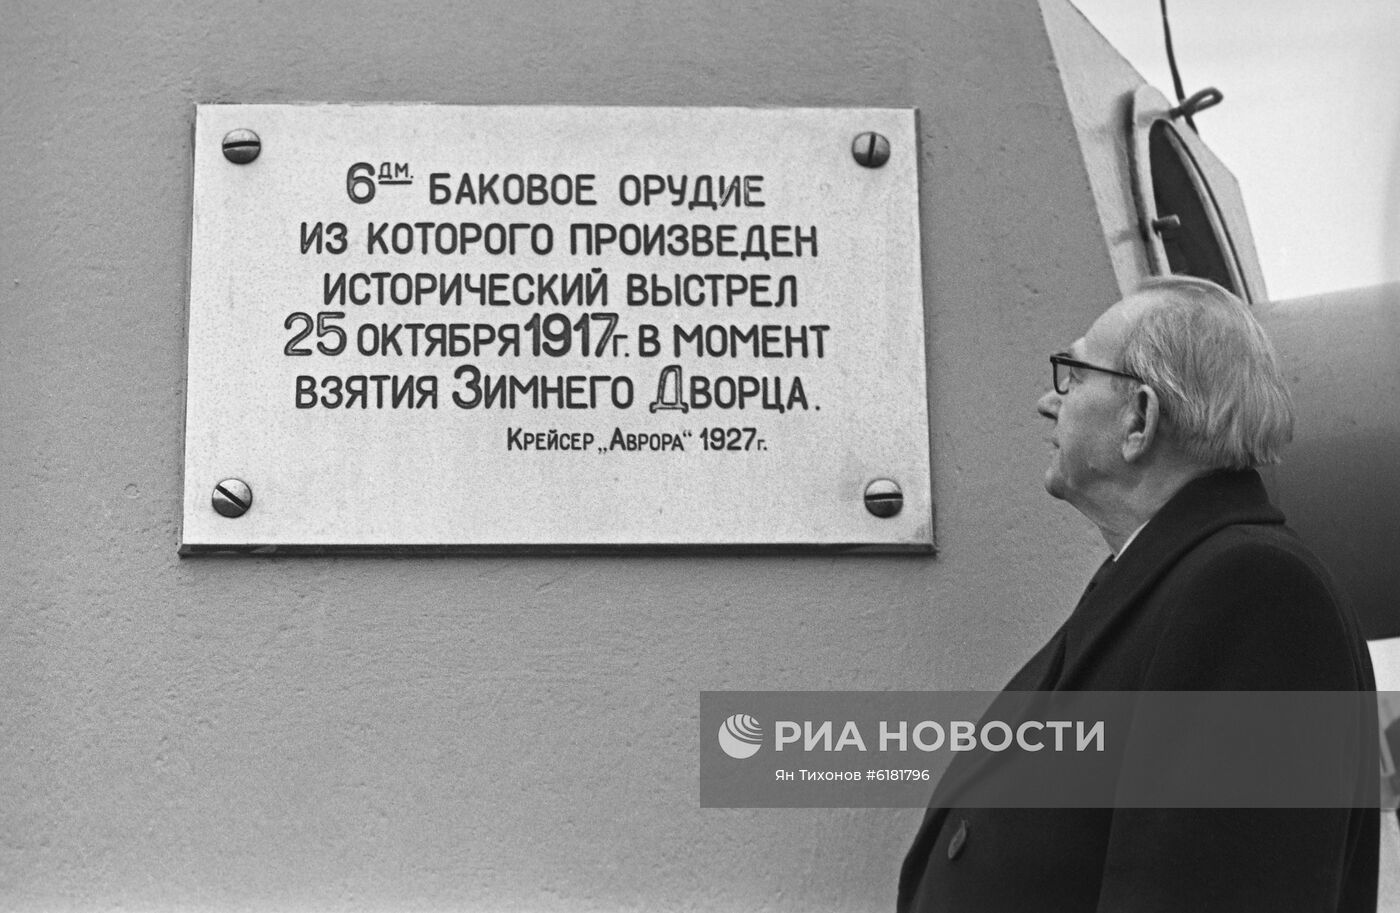 6дм. БАКОВОЕ ОРУДИЕ
ИЗ КОТОРОГО ПРОИЗВЕДЕН
ИСТОРИЧЕСКИЙ ВЫСТРЕЛ
25 ОКТЯБРЯ 1917г. В МОМЕНТ
ВЗЯТИЯ ЗИМНЕГО ДВОРЦА.
КРЕЙСЕР „АВРОРА“ 1927г.
РИА НОВОСТИ
Ян Тихонов #6181796